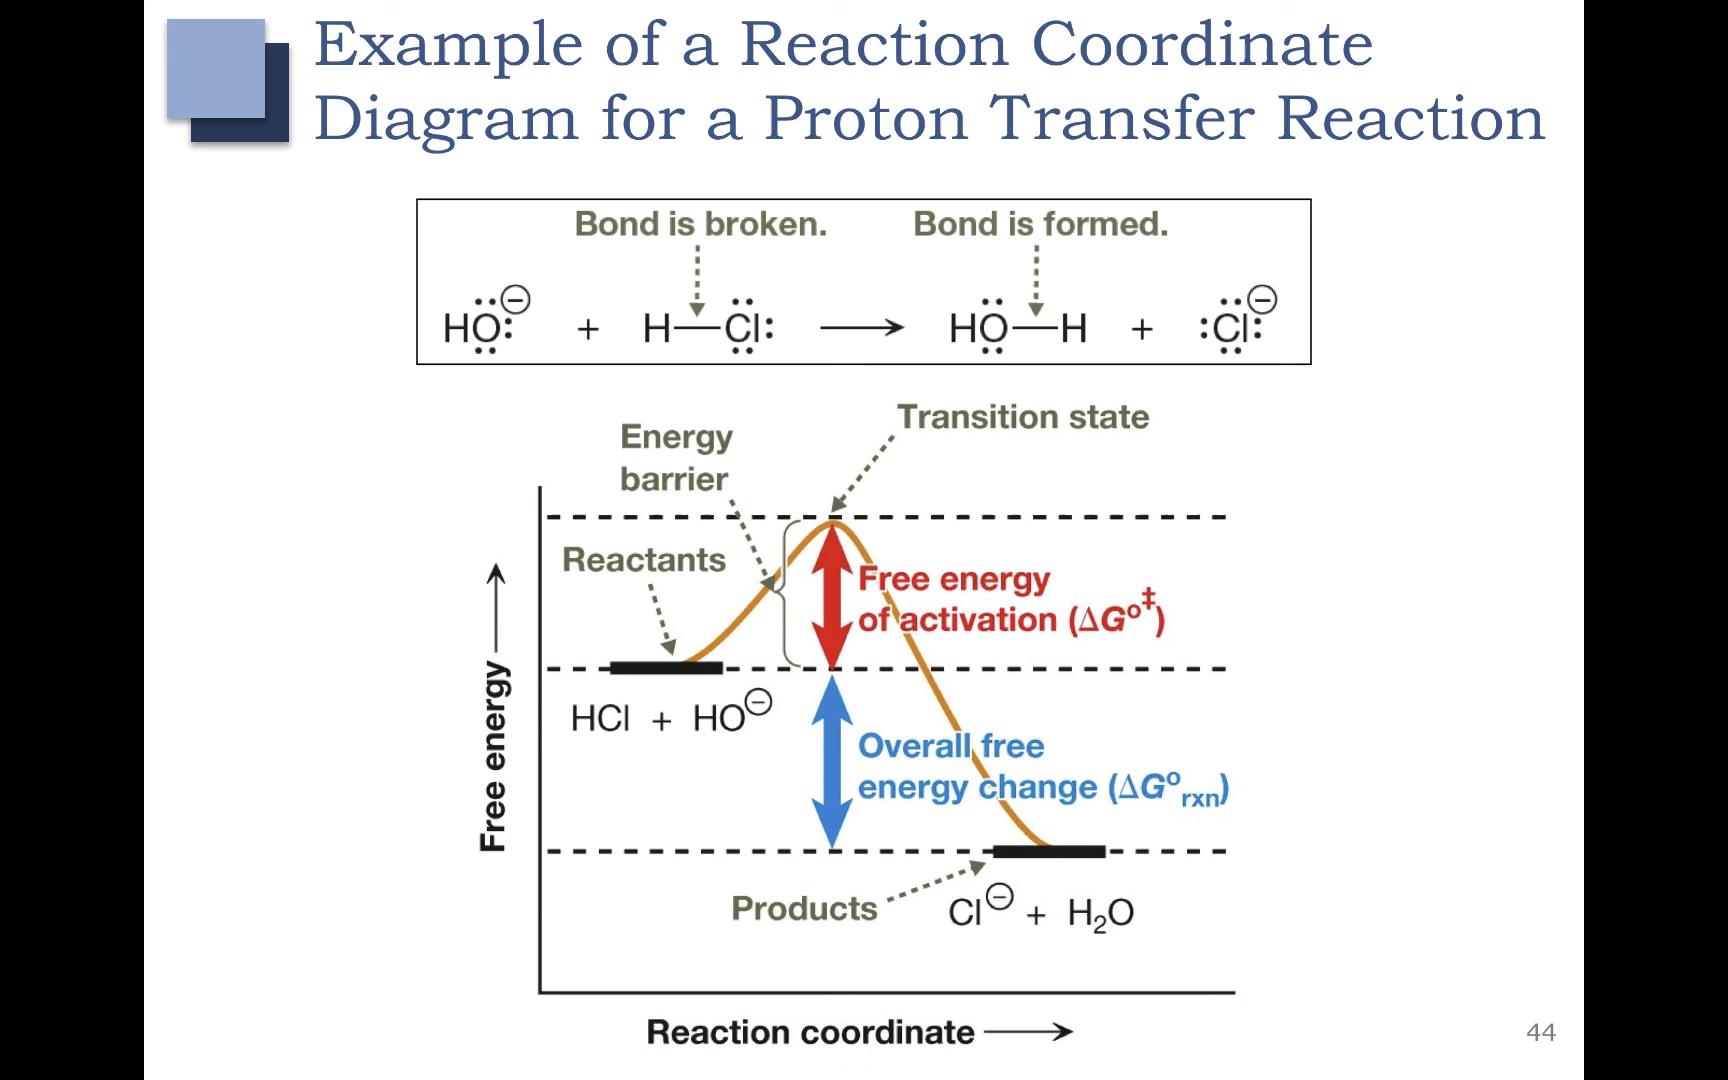 Example of a Reaction Coordinate
Diagram for a Proton Transfer Reaction
Bond is broken.
Bond is formed.
HO:⊖ + H—Cl: ⟶ HO—H + :Cl:⊖
Transition state
Energy
barrier
Reactants
Free energy
of activation (ΔG°‡)
HCl + HO⊖
Overall free
energy change (ΔG°rxn)
Products
Cl⊖ + H₂O
Free energy ⟶
Reaction coordinate ⟶
44